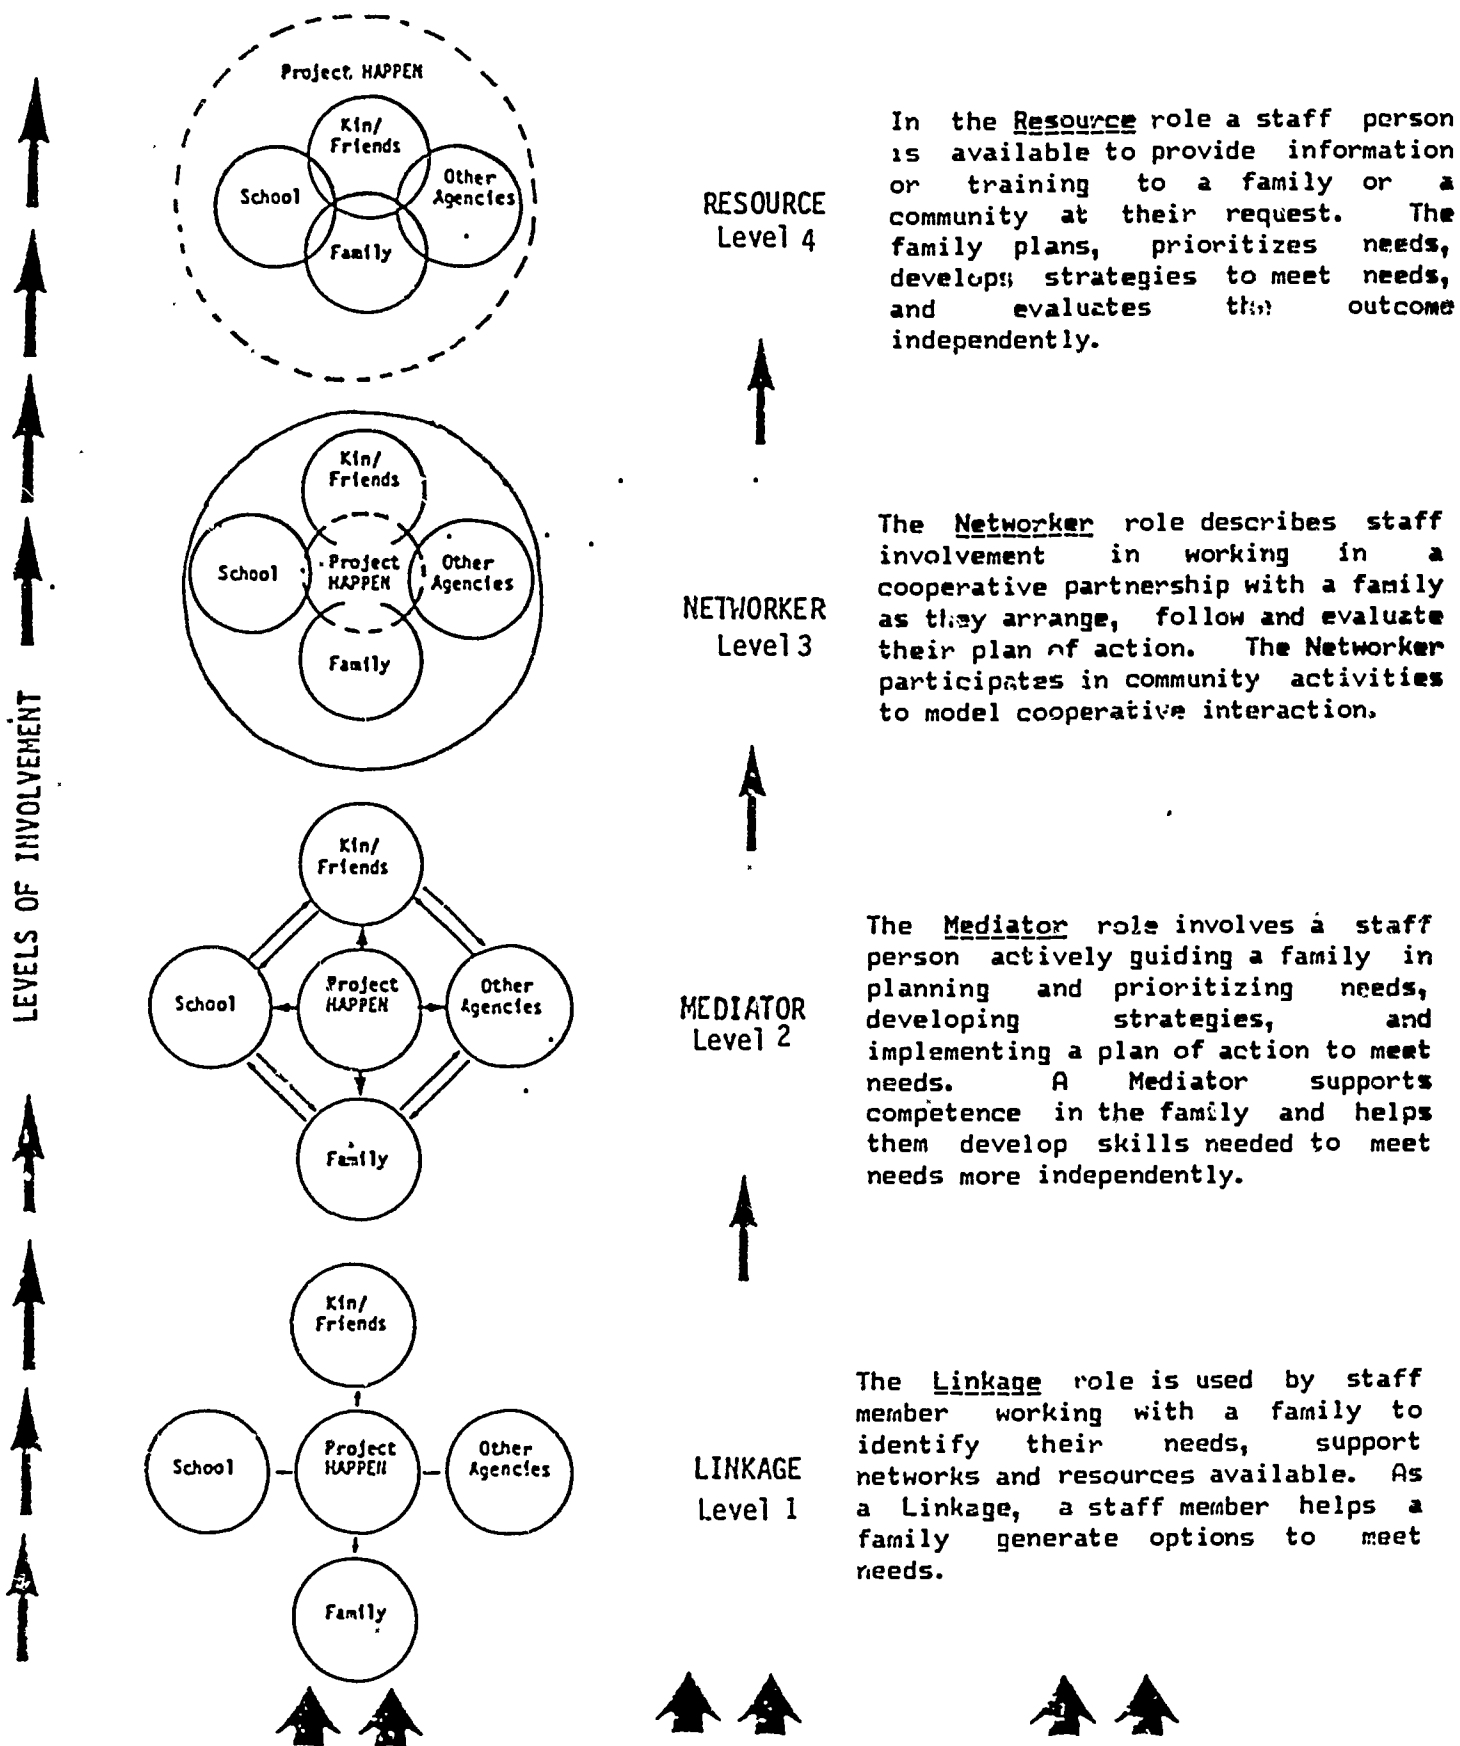 Project HAPPEN
Kin/
Friends
School
Other
Agencies
Family
RESOURCE
Level 4
In the Resource role a staff person
is available to provide information
or training to a family or a
community at their request. The
family plans, prioritizes needs,
develops strategies to meet needs,
and evaluates the outcome
independently.
Kin/
Friends
School
Project
HAPPEN
Other
Agencies
Family
NETWORKER
Level 3
The Networker role describes staff
involvement in working in a
cooperative partnership with a family
as they arrange, follow and evaluate
their plan of action. The Networker
participates in community activities
to model cooperative interaction.
LEVELS OF INVOLVEMENT
Kin/
Friends
School
Project
HAPPEN
Other
Agencies
Family
MEDIATOR
Level 2
The Mediator role involves a staff
person actively guiding a family in
planning and prioritizing needs,
developing strategies, and
implementing a plan of action to meet
needs. A Mediator supports
competence in the family and helps
them develop skills needed to meet
needs more independently.
Kin/
Friends
School
Project
HAPPEN
Other
Agencies
Family
LINKAGE
Level 1
The Linkage role is used by staff
member working with a family to
identify their needs, support
networks and resources available. As
a Linkage, a staff member helps a
family generate options to meet
needs.